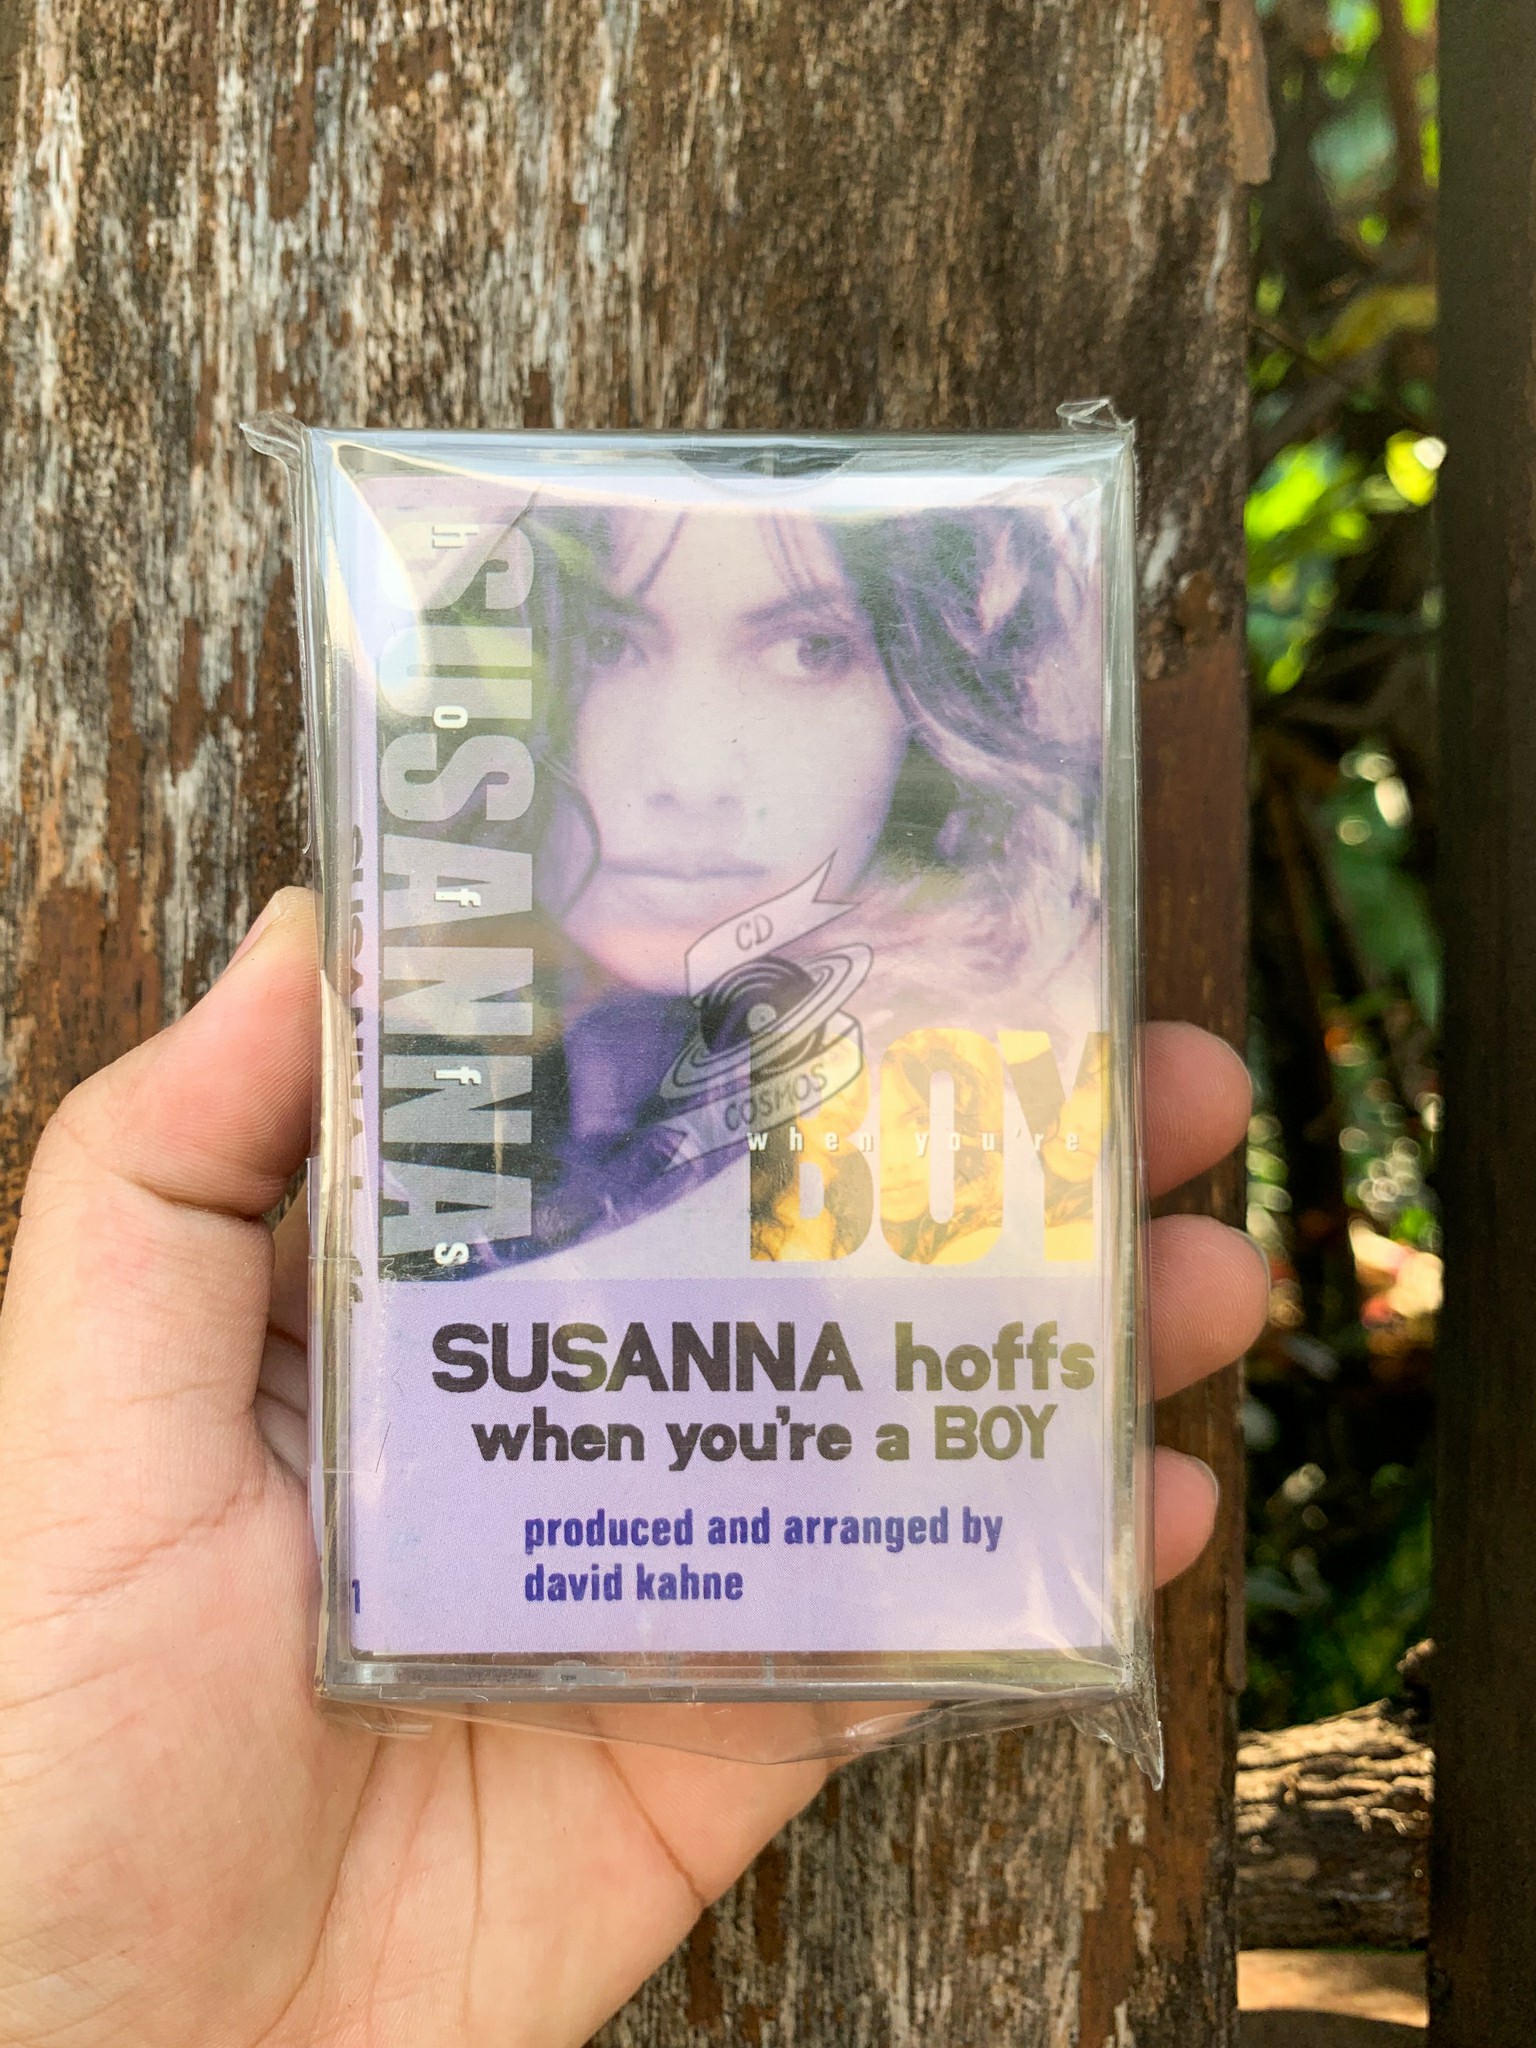 SUSANNA
hoffs
when you're
BOY
CD
COSMOS
SUSANNA hoffs
when you're a BOY
produced and arranged by
david kahne
1